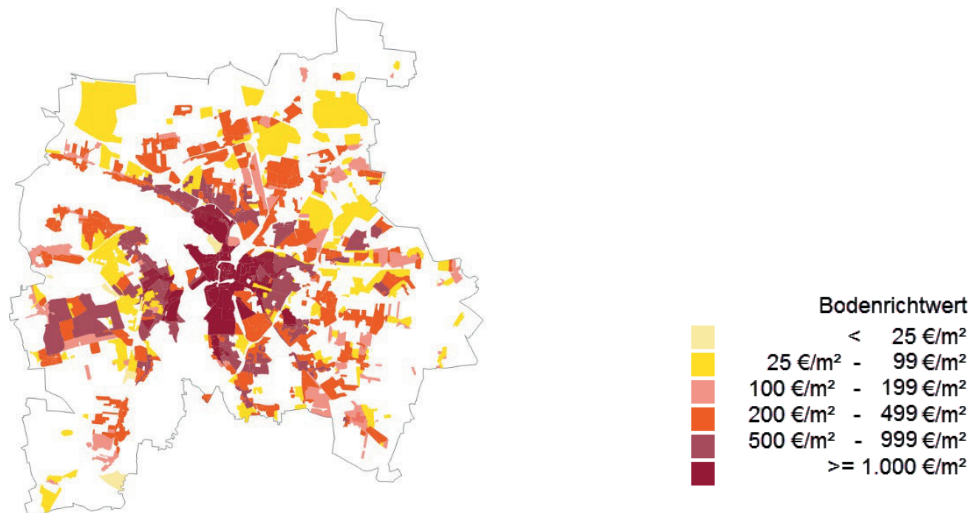 Bodenrichtwert
< 25 €/m²
25 €/m² - 99 €/m²
100 €/m² - 199 €/m²
200 €/m² - 499 €/m²
500 €/m² - 999 €/m²
>= 1.000 €/m²